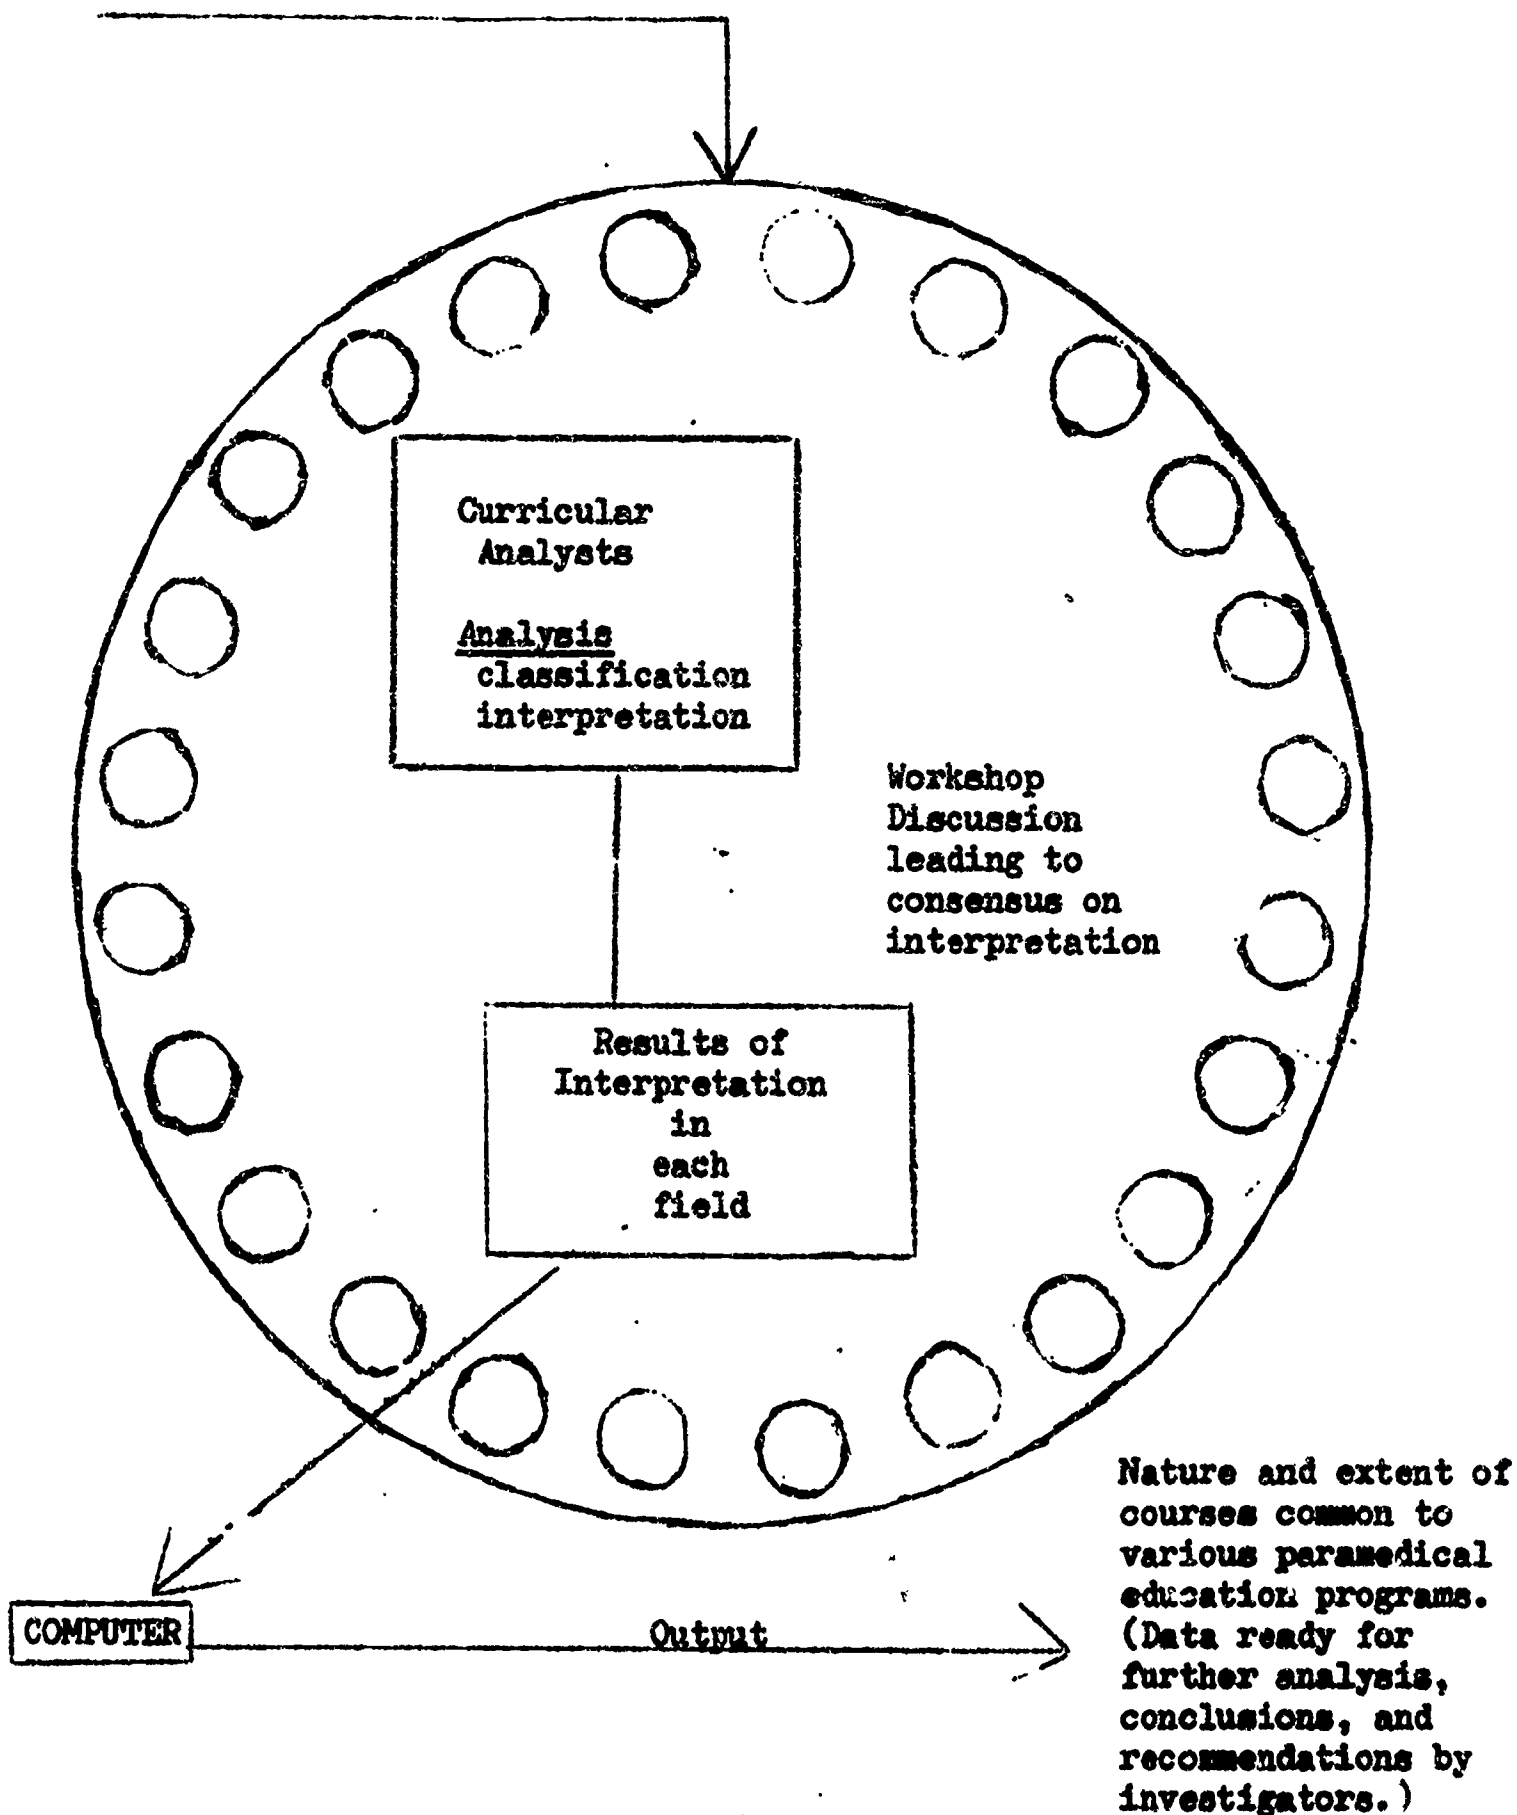 Curricular
Analysts
Analysis
classification
interpretation
Workshop
Discussion
leading to
consensus on
interpretation
Results of
Interpretation
in
each
field
COMPUTER
Output
Nature and extent of
courses common to
various paramedical
education programs.
(Data ready for
further analysis,
conclusions, and
recommendations by
investigators.)